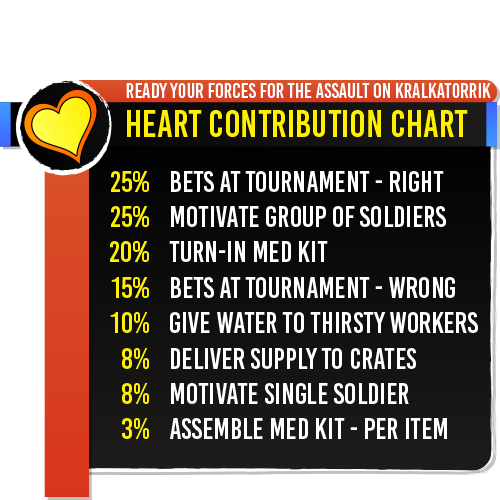 READY YOUR FORCES FOR THE ASSAULT ON KRALKATORRIK
HEART CONTRIBUTION CHART
25% BETS AT TOURNAMENT - RIGHT
25% MOTIVATE GROUP OF SOLDIERS
20% TURN-IN MED KIT
15% BETS AT TOURNAMENT - WRONG
10% GIVE WATER TO THIRSTY WORKERS
8% DELIVER SUPPLY TO CRATES
8% MOTIVATE SINGLE SOLDIER
3% ASSEMBLE MED KIT - PER ITEM